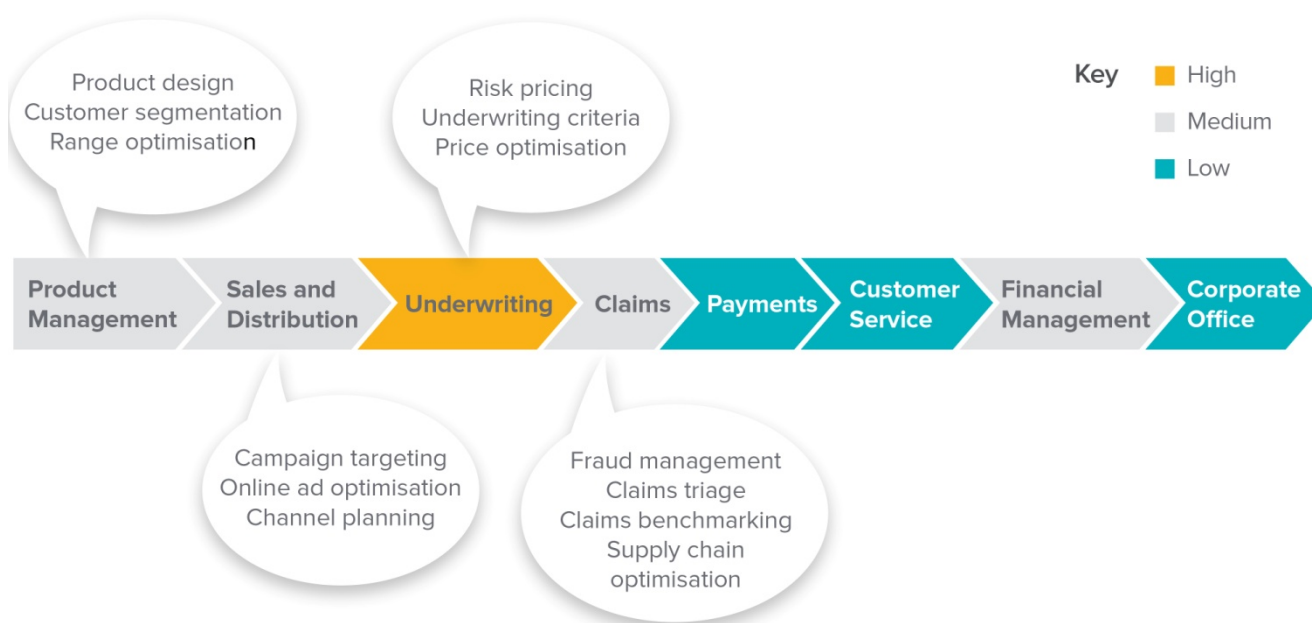 Product design
Customer segmentation
Range optimisation
Risk pricing
Underwriting criteria
Price optimisation
Key
High
Medium
Low
Product
Management
Sales and
Distribution
Underwriting
Claims
Payments
Customer
Service
Financial
Management
Corporate
Office
Campaign targeting
Online ad optimisation
Channel planning
Fraud management
Claims triage
Claims benchmarking
Supply chain
optimisation